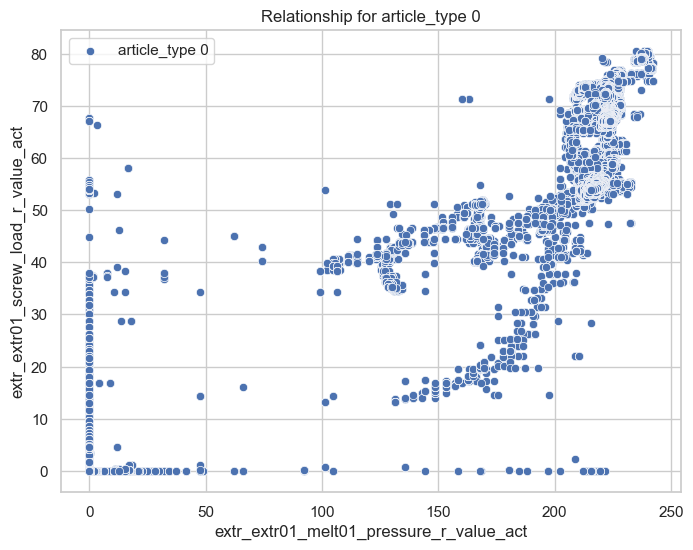 Relationship for article_type 0
article_type 0
extr_extr01_screw_load_r_value_act
80
70
60
50
40
30
20
10
0
0 50 100 150 200 250
extr_extr01_melt01_pressure_r_value_act